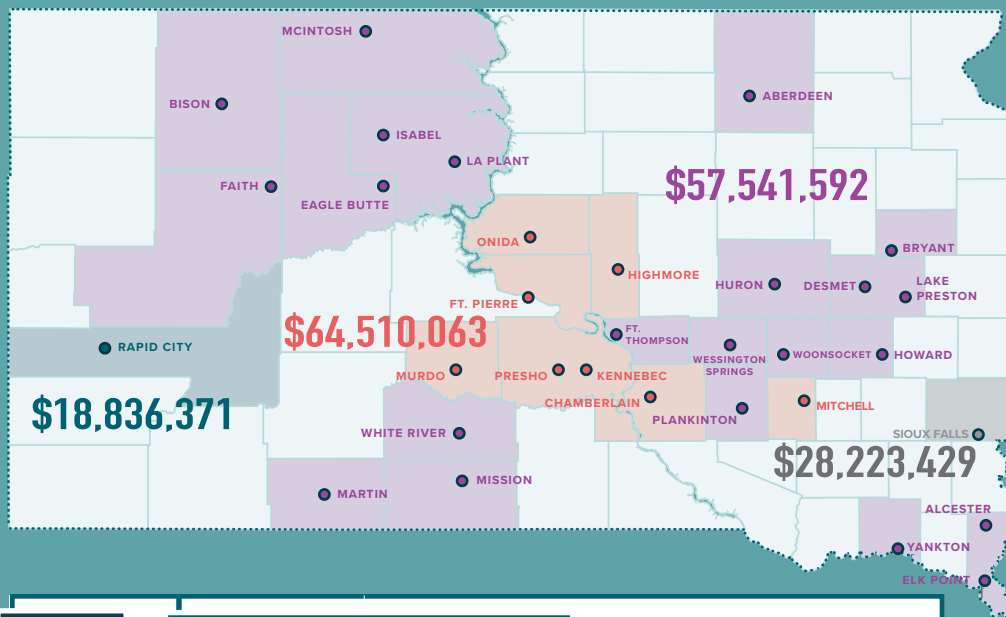 MCINTOSH
BISON
ABERDEEN
ISABEL
LA PLANT
FAITH
EAGLE BUTTE
$57,541,592
ONIDA
BRYANT
HIGHMORE
HURON
DESMET
LAKE
PRESTON
FT. PIERRE
$64,510,063
FT.
THOMPSON
RAPID CITY
WESSINGTON
SPRINGS
WOONSOCKET
HOWARD
MURDO
PRESHO
KENNEBEC
CHAMBERLAIN
MITCHELL
$18,836,371
PLANKINTON
WHITE RIVER
SIOUX FALLS
$28,223,429
MISSION
MARTIN
ALCESTER
YANKTON
ELK POINT